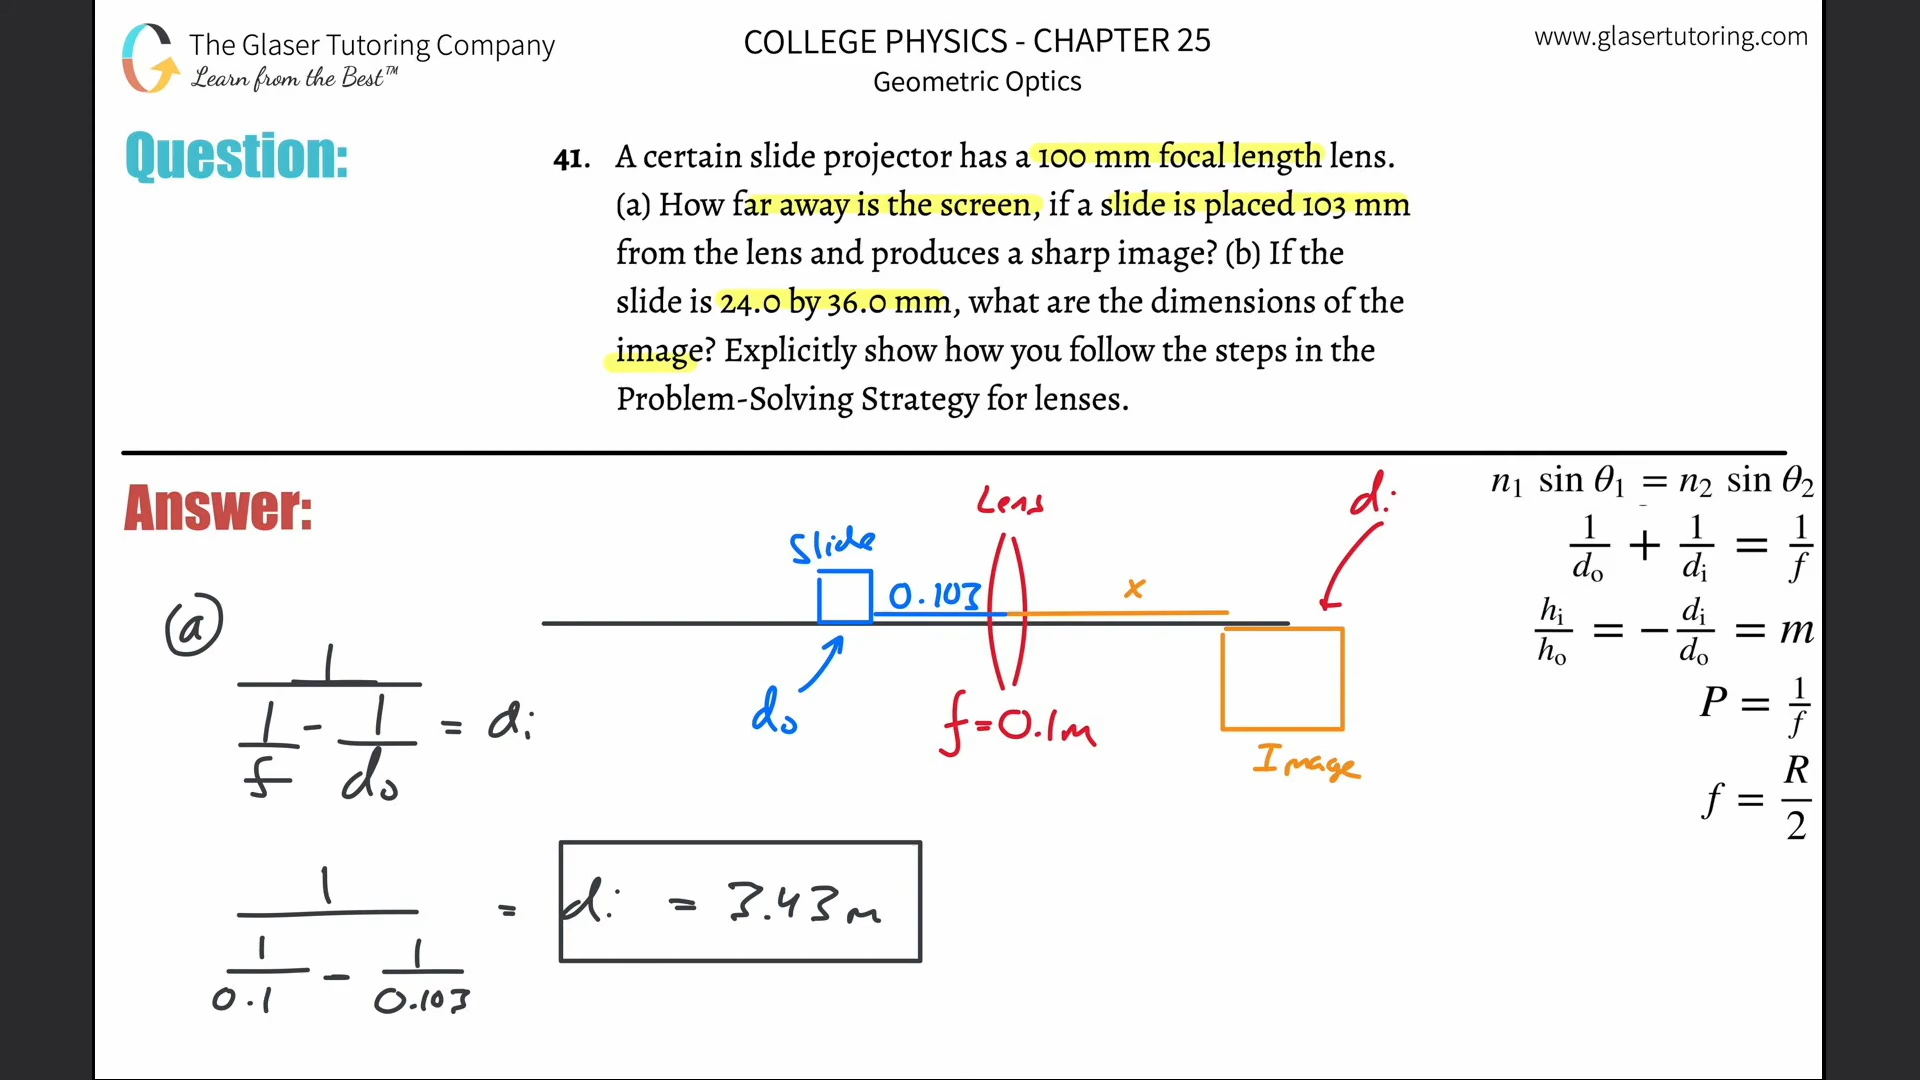 The Glaser Tutoring Company
Learn from the Best™
COLLEGE PHYSICS - CHAPTER 25
Geometric Optics
www.glasertutoring.com
Question:
41. A certain slide projector has a 100 mm focal length lens.
(a) How far away is the screen, if a slide is placed 103 mm
from the lens and produces a sharp image? (b) If the
slide is 24.0 by 36.0 mm, what are the dimensions of the
image? Explicitly show how you follow the steps in the
Problem-Solving Strategy for lenses.
Answer:
Lens
di
Slide
0.103
x
do
f = 0.1m
Image
n₁ sin θ₁ = n₂ sin θ₂
1/dₒ + 1/dᵢ = 1/f
hᵢ/hₒ = − dᵢ/dₒ = m
P = 1/f
f = R/2
(a)
1/(1/f - 1/do) = di
1/(1/0.1 - 1/0.103) = di = 3.43m